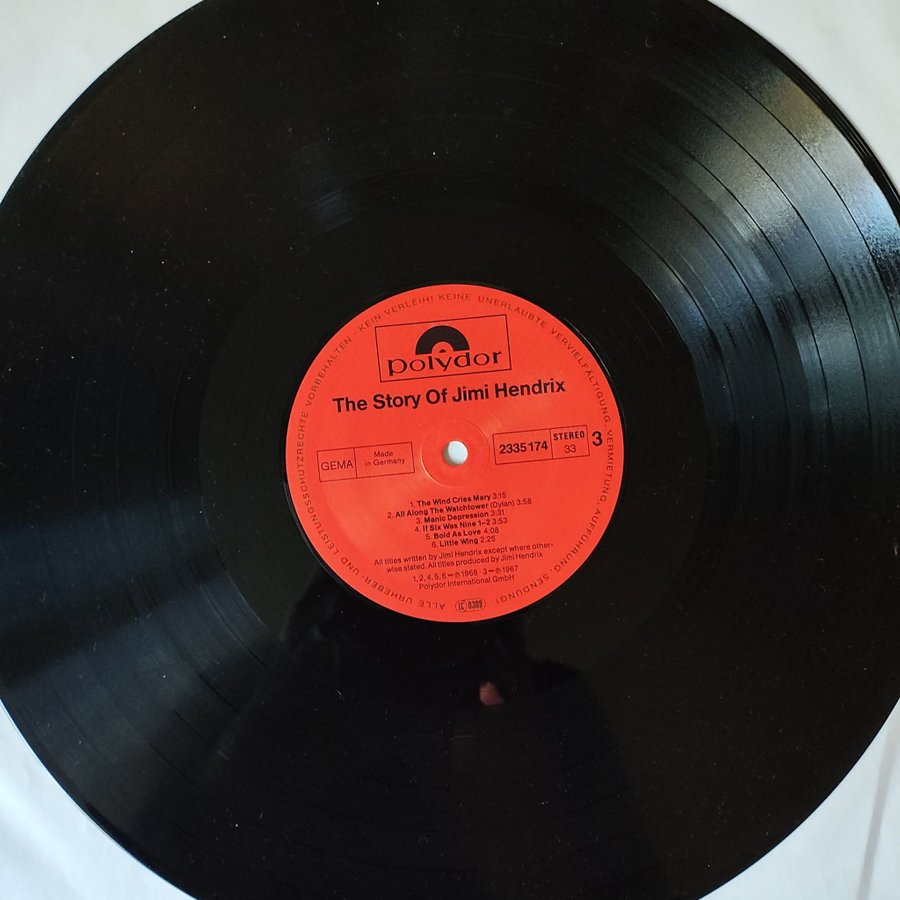 ALLE URHEBER- UND LEISTUNGSSCHUTZRECHTE VORBEHALTEN · KEIN VERLEIH! KEINE UNERLAUBTE VERVIELFÄLTIGUNG, VERMIETUNG, AUFFÜHRUNG, SENDUNG!
polydor
The Story Of Jimi Hendrix
GEMA
Made
in Germany
2335 174
STEREO
33
3
1. The Wind Cries Mary 3:15
2. All Along The Watchtower (Dylan) 3:58
3. Manic Depression 3:31
4. If Six Was Nine 1–2 3:53
5. Bold As Love 4:08
6. Little Wing 2:25
All titles written by Jimi Hendrix except where other-
wise stated. All titles produced by Jimi Hendrix
1, 2, 4, 5, 6 – ℗ 1968 · 3 – ℗ 1967
Polydor International GmbH
LC 0309